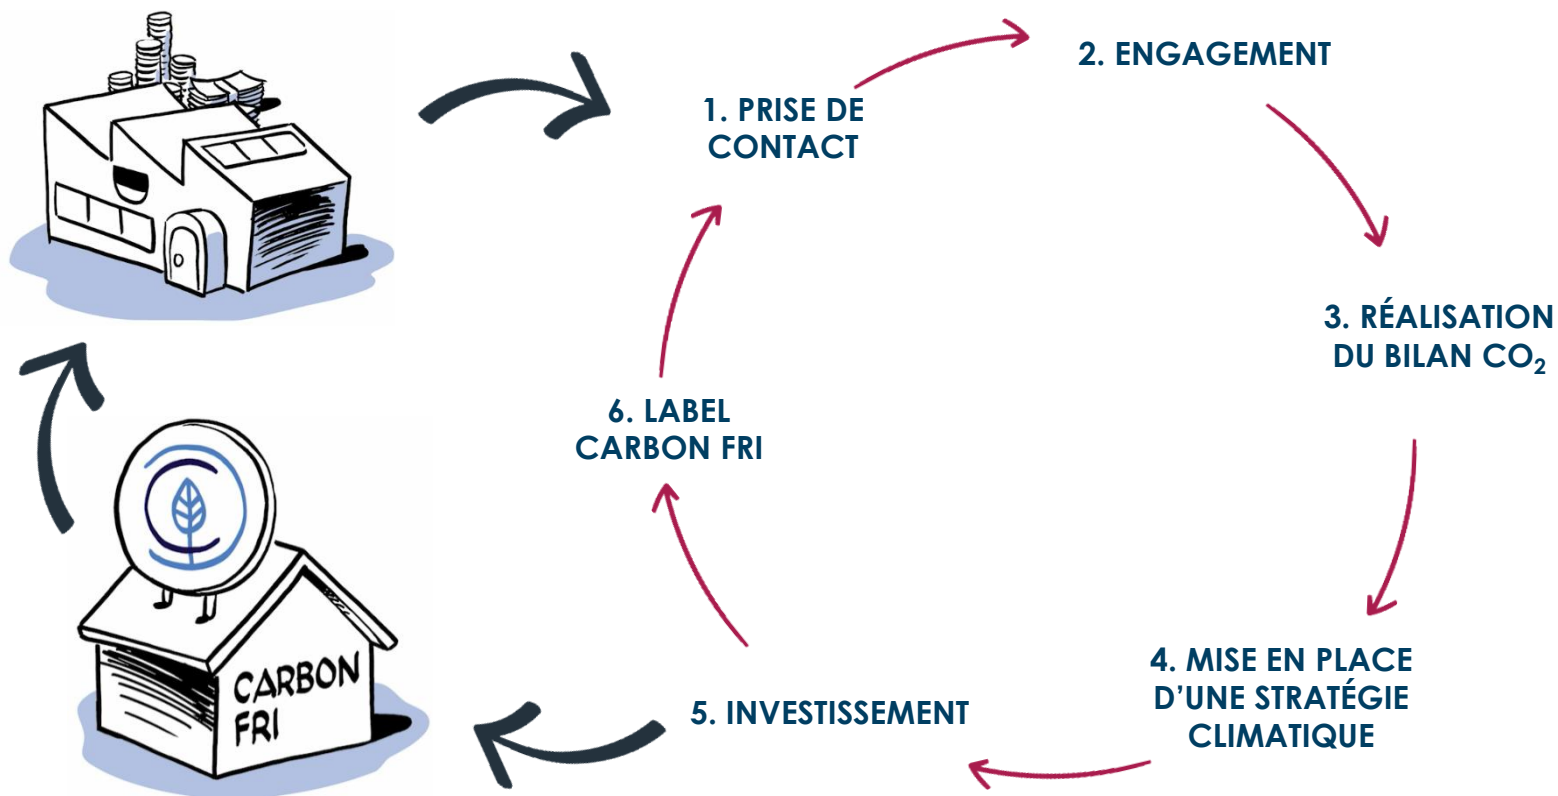 1. PRISE DE
CONTACT
2. ENGAGEMENT
3. RÉALISATION
DU BILAN CO₂
4. MISE EN PLACE
D’UNE STRATÉGIE
CLIMATIQUE
5. INVESTISSEMENT
6. LABEL
CARBON FRI
CARBON
FRI